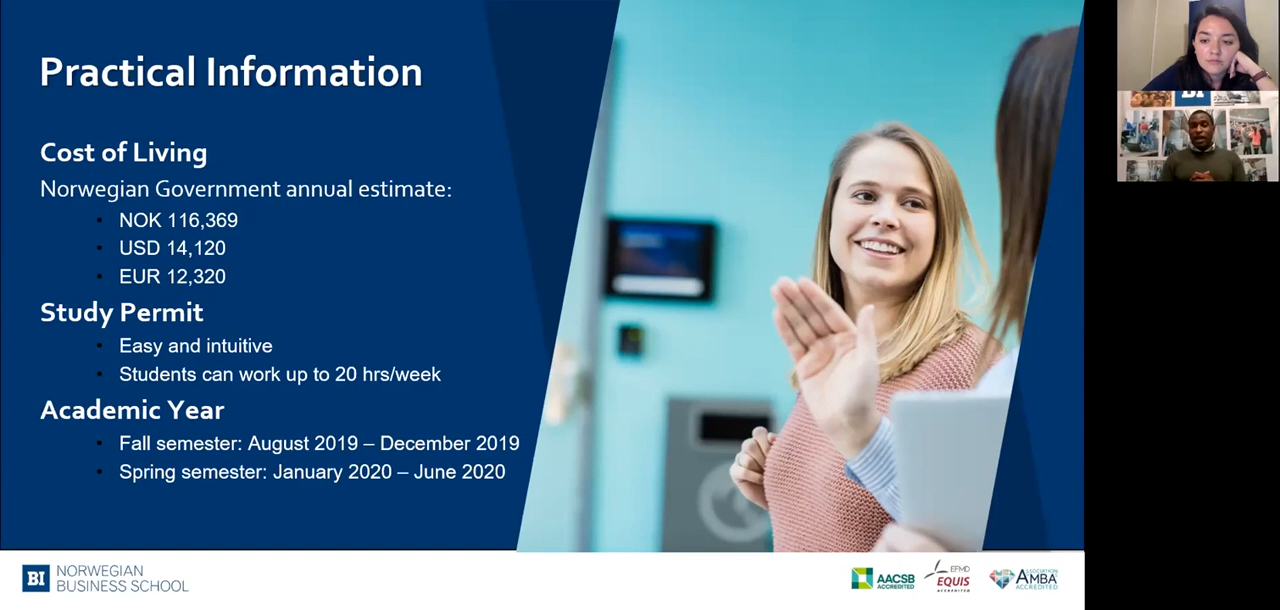 Practical Information
Cost of Living
Norwegian Government annual estimate:
NOK 116,369
USD 14,120
EUR 12,320
Study Permit
Easy and intuitive
Students can work up to 20 hrs/week
Academic Year
Fall semester: August 2019 – December 2019
Spring semester: January 2020 – June 2020
BI
NORWEGIAN
BUSINESS SCHOOL
AACSB
ACCREDITED
EFMD
EQUIS
ACCREDITED
ASSOCIATION
AMBA
ACCREDITED
BI